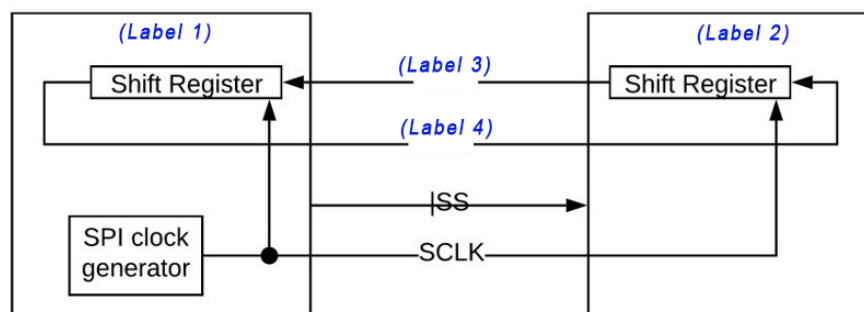 (Label 1)
(Label 2)
(Label 3)
Shift Register
Shift Register
(Label 4)
|SS
SPI clock
generator
SCLK